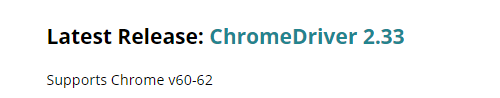 Latest Release: ChromeDriver 2.33
Supports Chrome v60-62